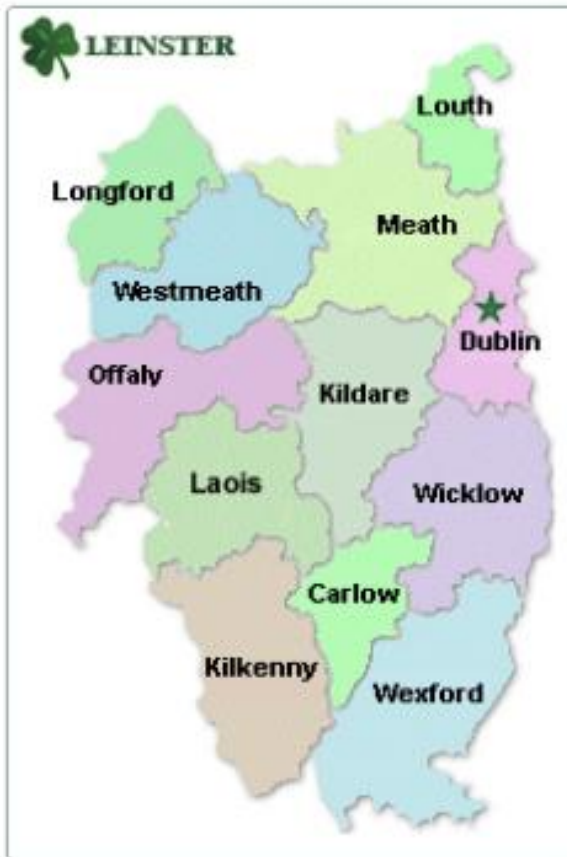 LEINSTER
Louth
Longford
Meath
Westmeath
Dublin
Offaly
Kildare
Laois
Wicklow
Carlow
Kilkenny
Wexford